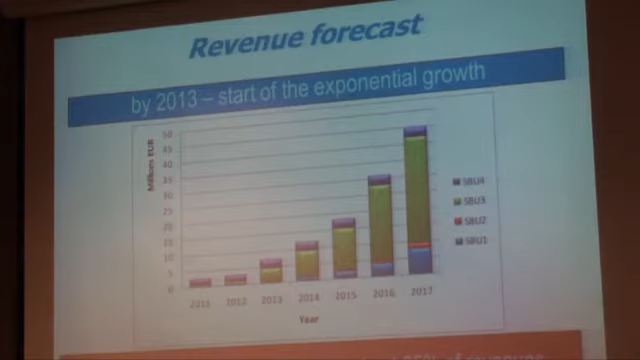 Revenue forecast
by 2013 – start of the exponential growth
Millions EUR
50
45
40
35
30
25
20
15
10
5
0
2011 2012 2013 2014 2015 2016 2017
Year
SBU4
SBU3
SBU2
SBU1